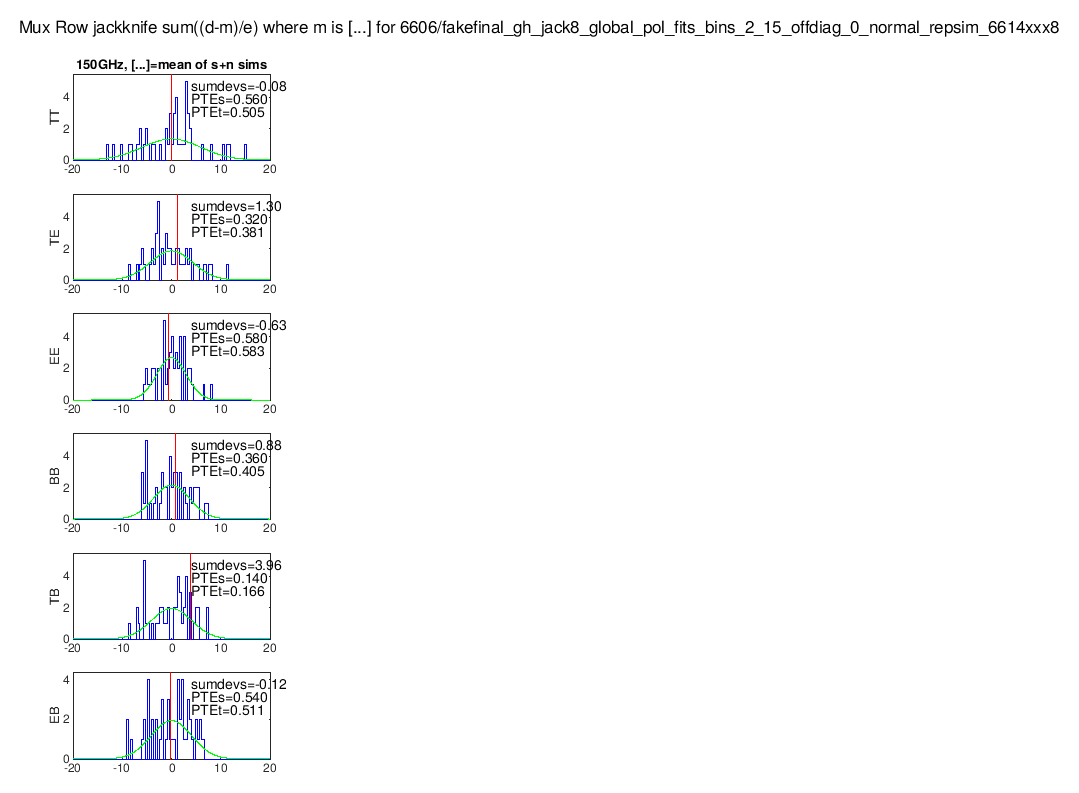 Mux Row jackknife sum((d-m)/e) where m is [...] for 6606/fakefinal_gh_jack8_global_pol_fits_bins_2_15_offdiag_0_normal_repsim_6614xxx8
150GHz, [...]=mean of s+n sims
TT
4
2
0
sumdevs=-0.08
PTEs=0.560
PTEt=0.505
-20 -10 0 10 20
TE
4
2
0
sumdevs=1.30
PTEs=0.320
PTEt=0.381
-20 -10 0 10 20
EE
4
2
0
sumdevs=-0.63
PTEs=0.580
PTEt=0.583
-20 -10 0 10 20
BB
4
2
0
sumdevs=0.88
PTEs=0.360
PTEt=0.405
-20 -10 0 10 20
TB
4
2
0
sumdevs=3.96
PTEs=0.140
PTEt=0.166
-20 -10 0 10 20
EB
4
2
0
sumdevs=-0.12
PTEs=0.540
PTEt=0.511
-20 -10 0 10 20